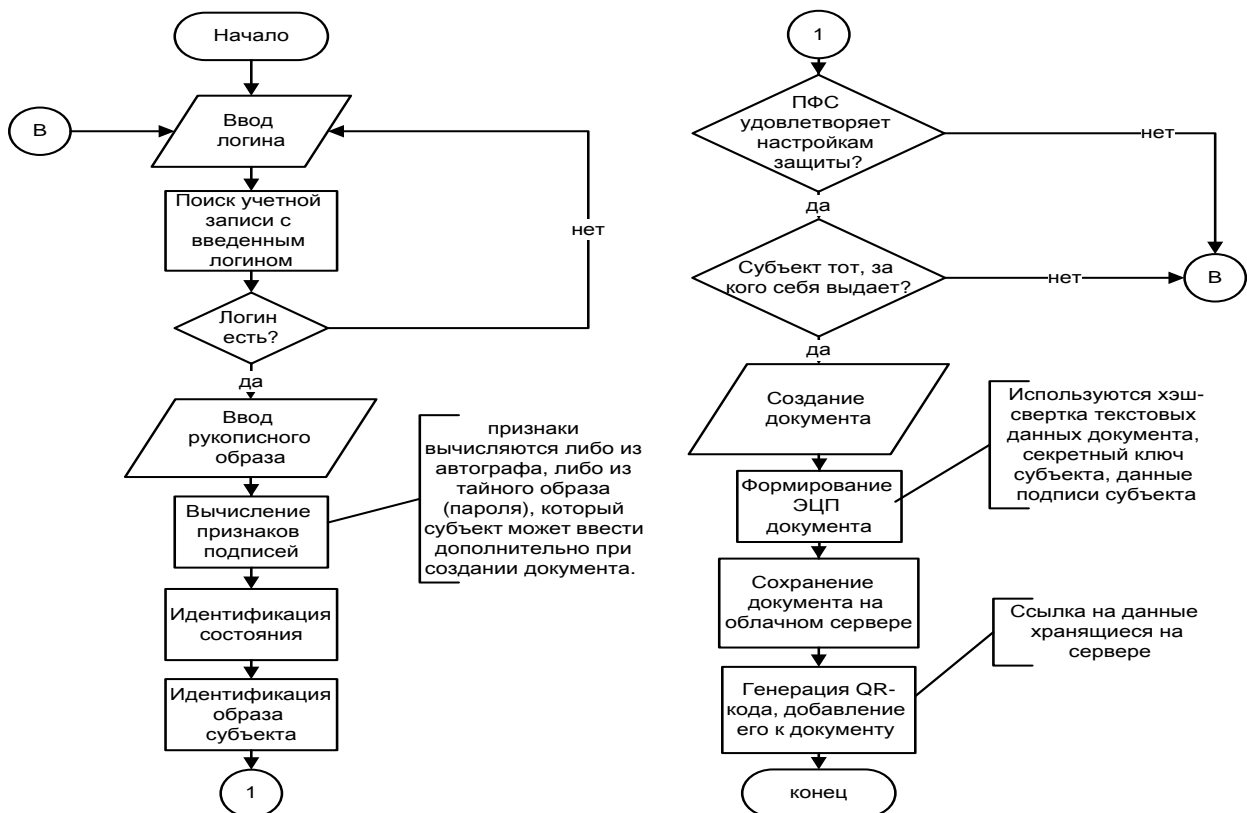 Начало
В
Ввод
логина
Поиск учетной
записи с
введенным
логином
нет
Логин
есть?
да
Ввод
рукописного
образа
признаки
вычисляются либо из
автографа, либо из
тайного образа
(пароля), который
субъект может ввести
дополнительно при
создании документа.
Вычисление
признаков
подписей
Идентификация
состояния
Идентификация
образа
субъекта
1
1
ПФС
удовлетворяет
настройкам
защиты?
нет
да
Субъект тот, за
кого себя выдает?
нет
В
да
Создание
документа
Используются хэш-
свертка текстовых
данных документа,
секретный ключ
субъекта, данные
подписи субъекта
Формирование
ЭЦП
документа
Сохранение
документа на
облачном сервере
Ссылка на данные
хранящиеся на
сервере
Генерация QR-
кода, добавление
его к документу
конец